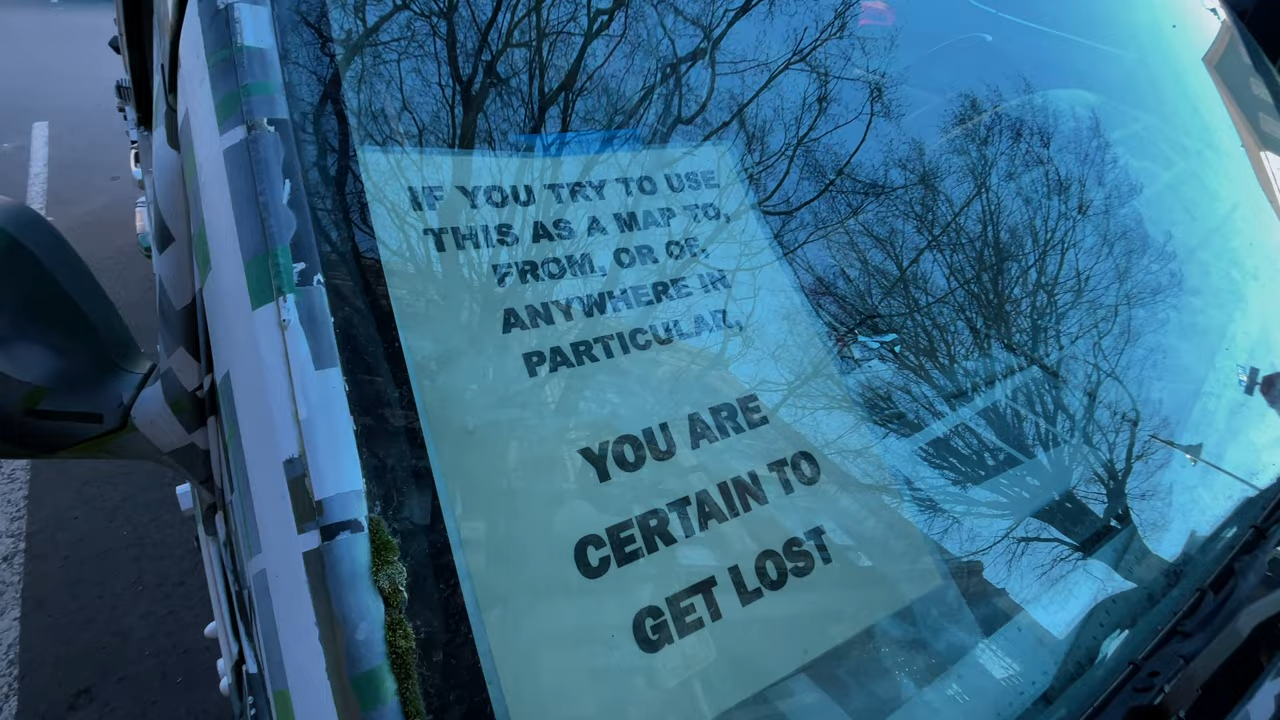 IF YOU TRY TO USE
THIS AS A MAP TO,
FROM, OR OF,
ANYWHERE IN
PARTICULAR,
YOU ARE
CERTAIN TO
GET LOST